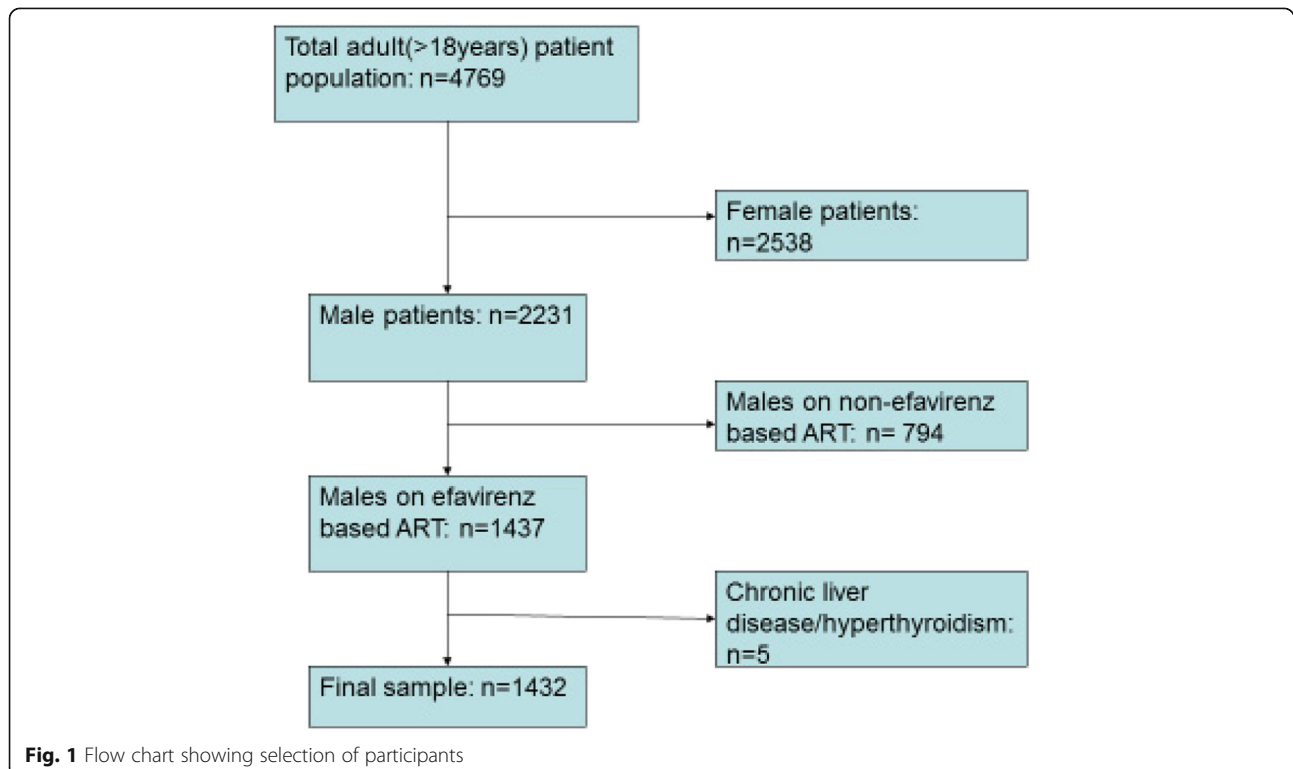 Total adult(>18years) patient
population: n=4769
Female patients:
n=2538
Male patients: n=2231
Males on non-efavirenz
based ART: n= 794
Males on efavirenz
based ART: n=1437
Chronic liver
disease/hyperthyroidism:
n=5
Final sample: n=1432
Fig. 1 Flow chart showing selection of participants